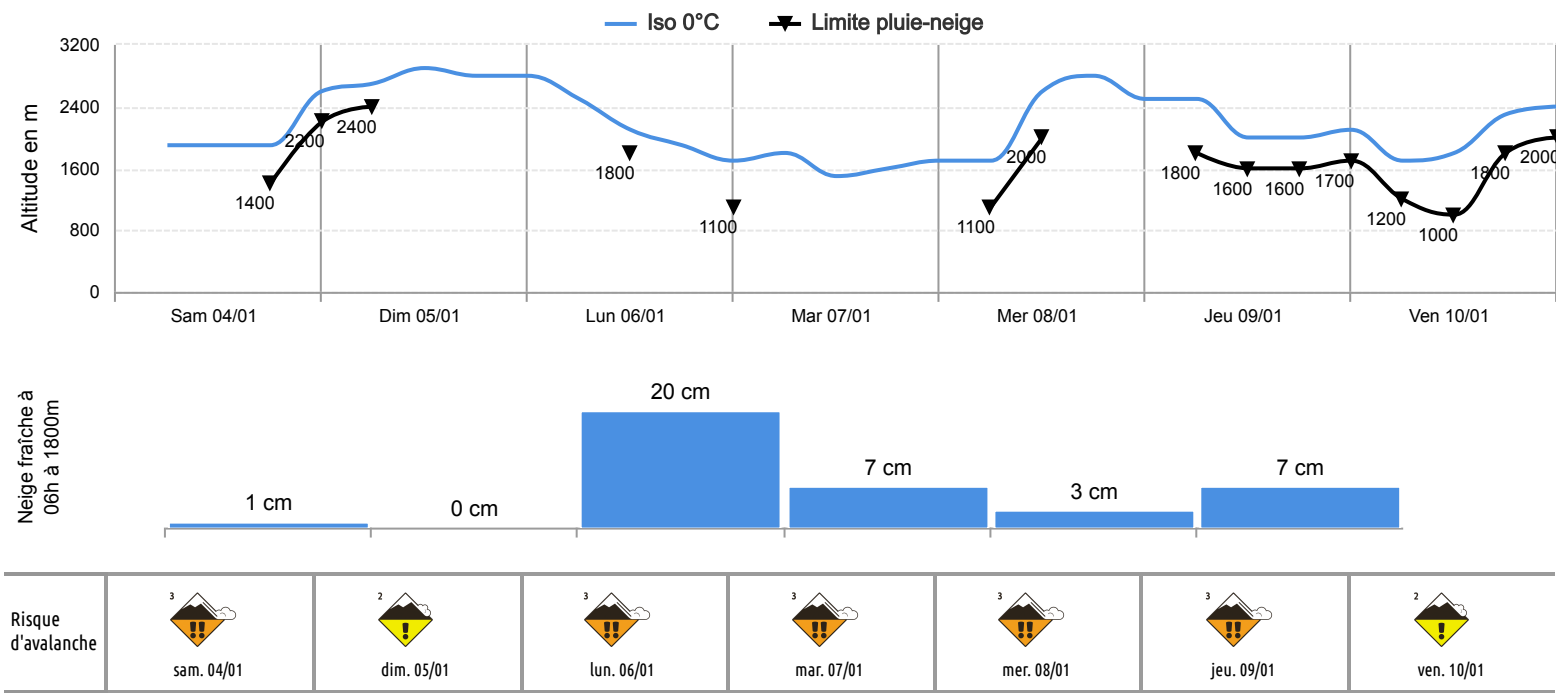 Iso 0°C Limite pluie-neige
Altitude en m
3200
2400
1600
800
0
1400
2200
2400
1800
1100
1100
2000
1800
1600
1600
1700
1200
1000
1800
2000
Sam 04/01 Dim 05/01 Lun 06/01 Mar 07/01 Mer 08/01 Jeu 09/01 Ven 10/01
Neige fraîche à
06h à 1800m
1 cm
0 cm
20 cm
7 cm
3 cm
7 cm
Risque
d'avalanche
3 2 3 3 3 3 2
!! ! !! !! !! !! !
sam. 04/01 dim. 05/01 lun. 06/01 mar. 07/01 mer. 08/01 jeu. 09/01 ven. 10/01